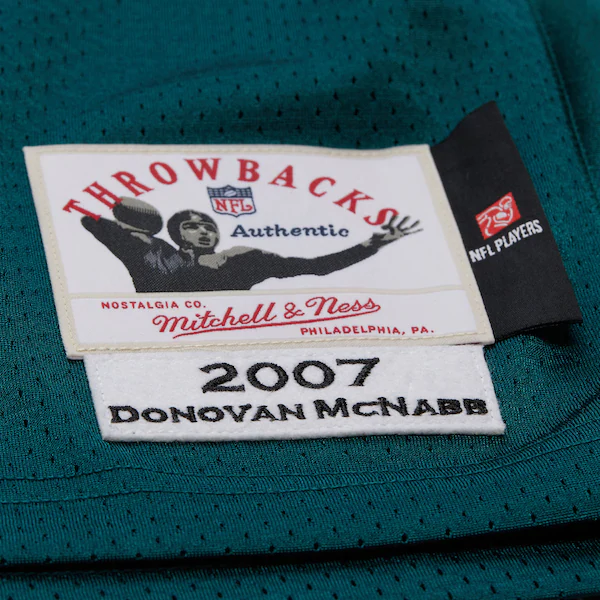 THROWBACKS
NFL
Authentic
NOSTALGIA CO.
Mitchell & Ness
PHILADELPHIA, PA.
NFL PLAYERS
2007
DONOVAN MCNABB